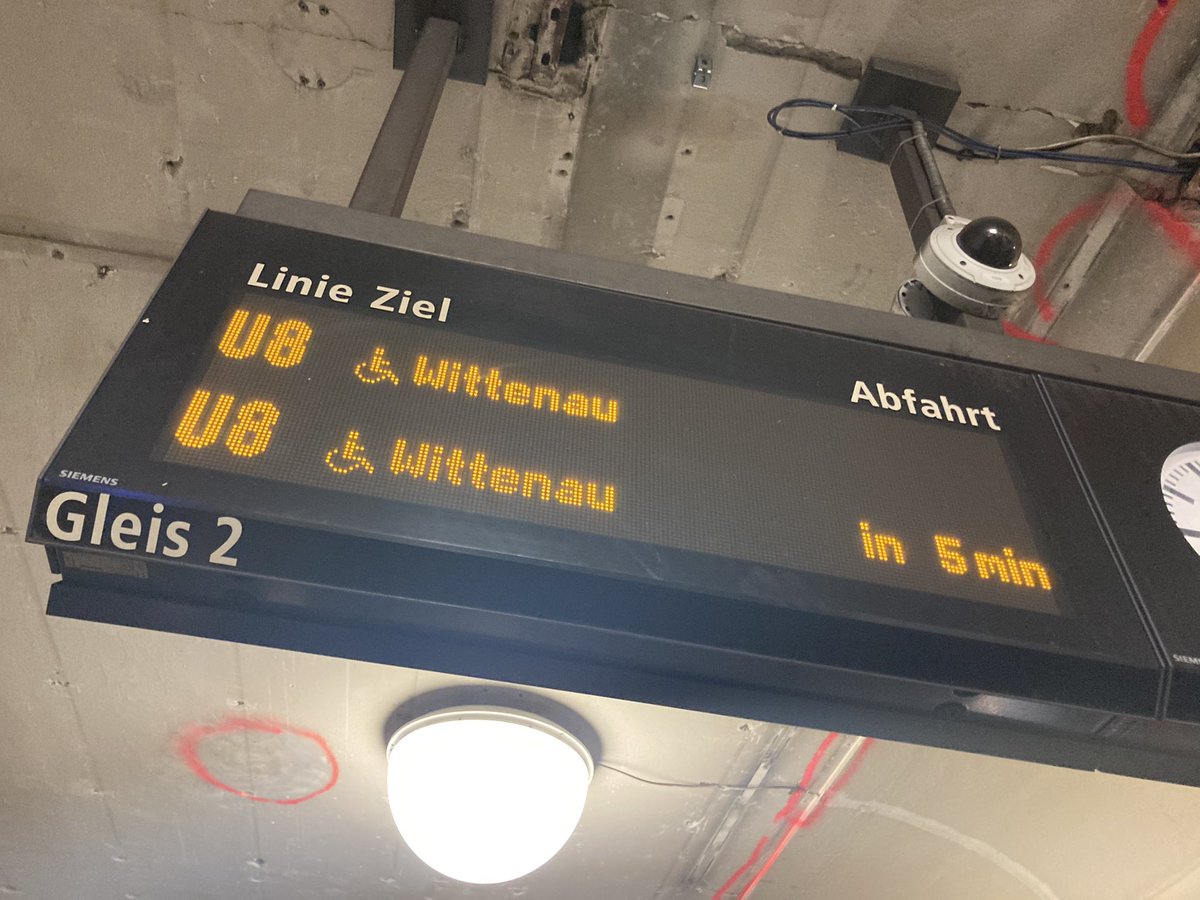 Linie Ziel Abfahrt
U8 Wittenau
U8 Wittenau in 5 min
SIEMENS
Gleis 2